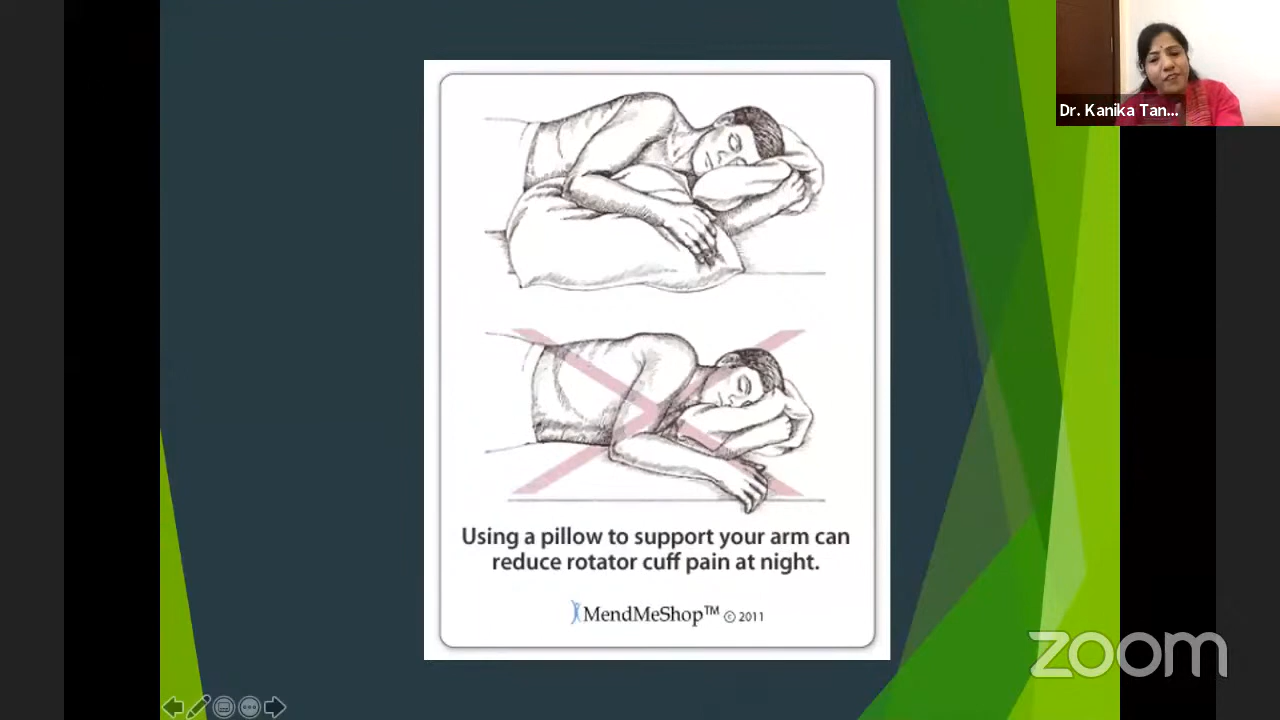 Dr. Kanika Tan...
Using a pillow to support your arm can
reduce rotator cuff pain at night.
MendMeShop™ © 2011
zoom